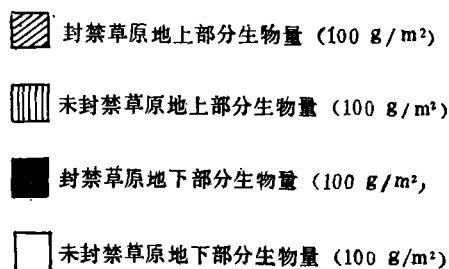 封禁草原地上部分生物量 (100 g/m²)
未封禁草原地上部分生物量 (100 g/m²)
封禁草原地下部分生物量 (100 g/m²,
未封禁草原地下部分生物量 (100 g/m²)